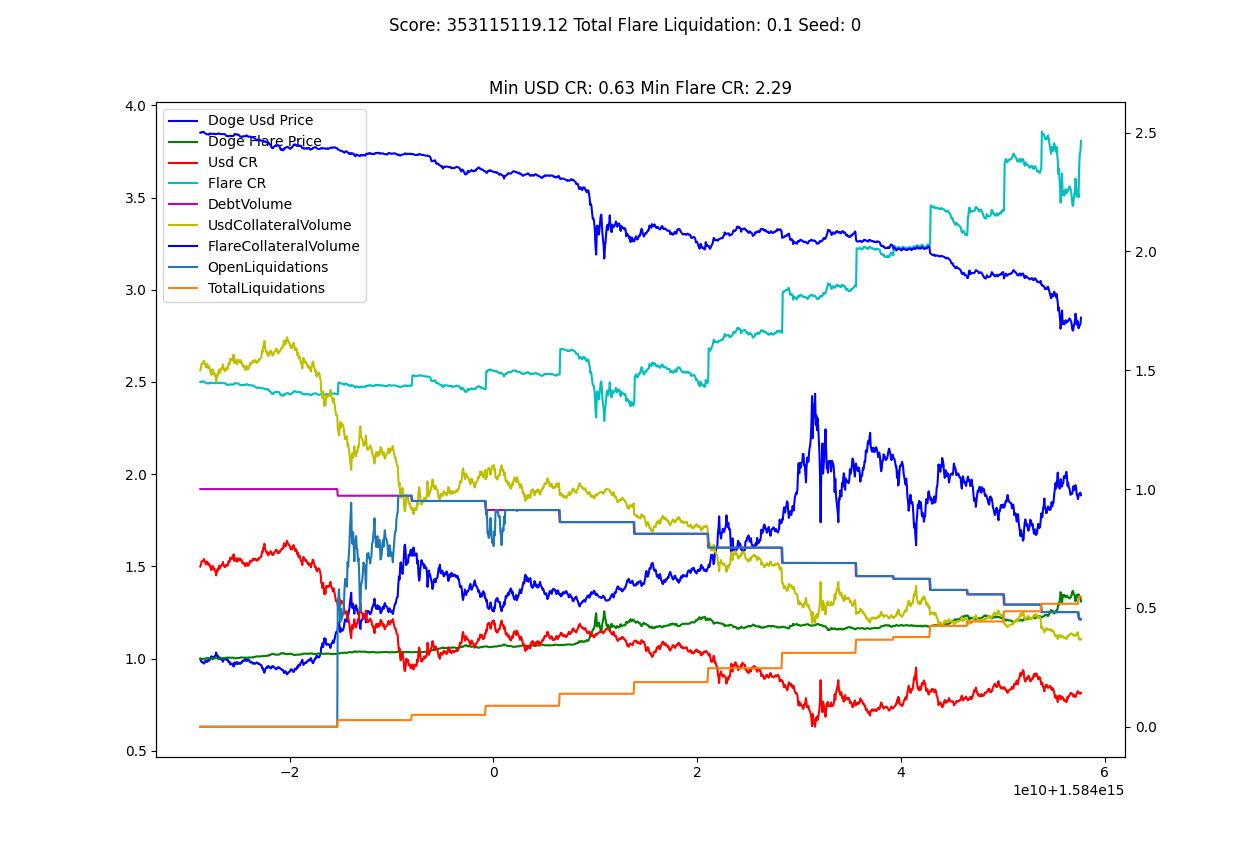 Score: 353115119.12 Total Flare Liquidation: 0.1 Seed: 0
Min USD CR: 0.63 Min Flare CR: 2.29
4.0
3.5
3.0
2.5
2.0
1.5
1.0
0.5
Doge Usd Price
Doge Flare Price
Usd CR
Flare CR
DebtVolume
UsdCollateralVolume
FlareCollateralVolume
OpenLiquidations
TotalLiquidations
2.5
2.0
1.5
1.0
0.5
0.0
−2 0 2 4 6
1e10+1.584e15